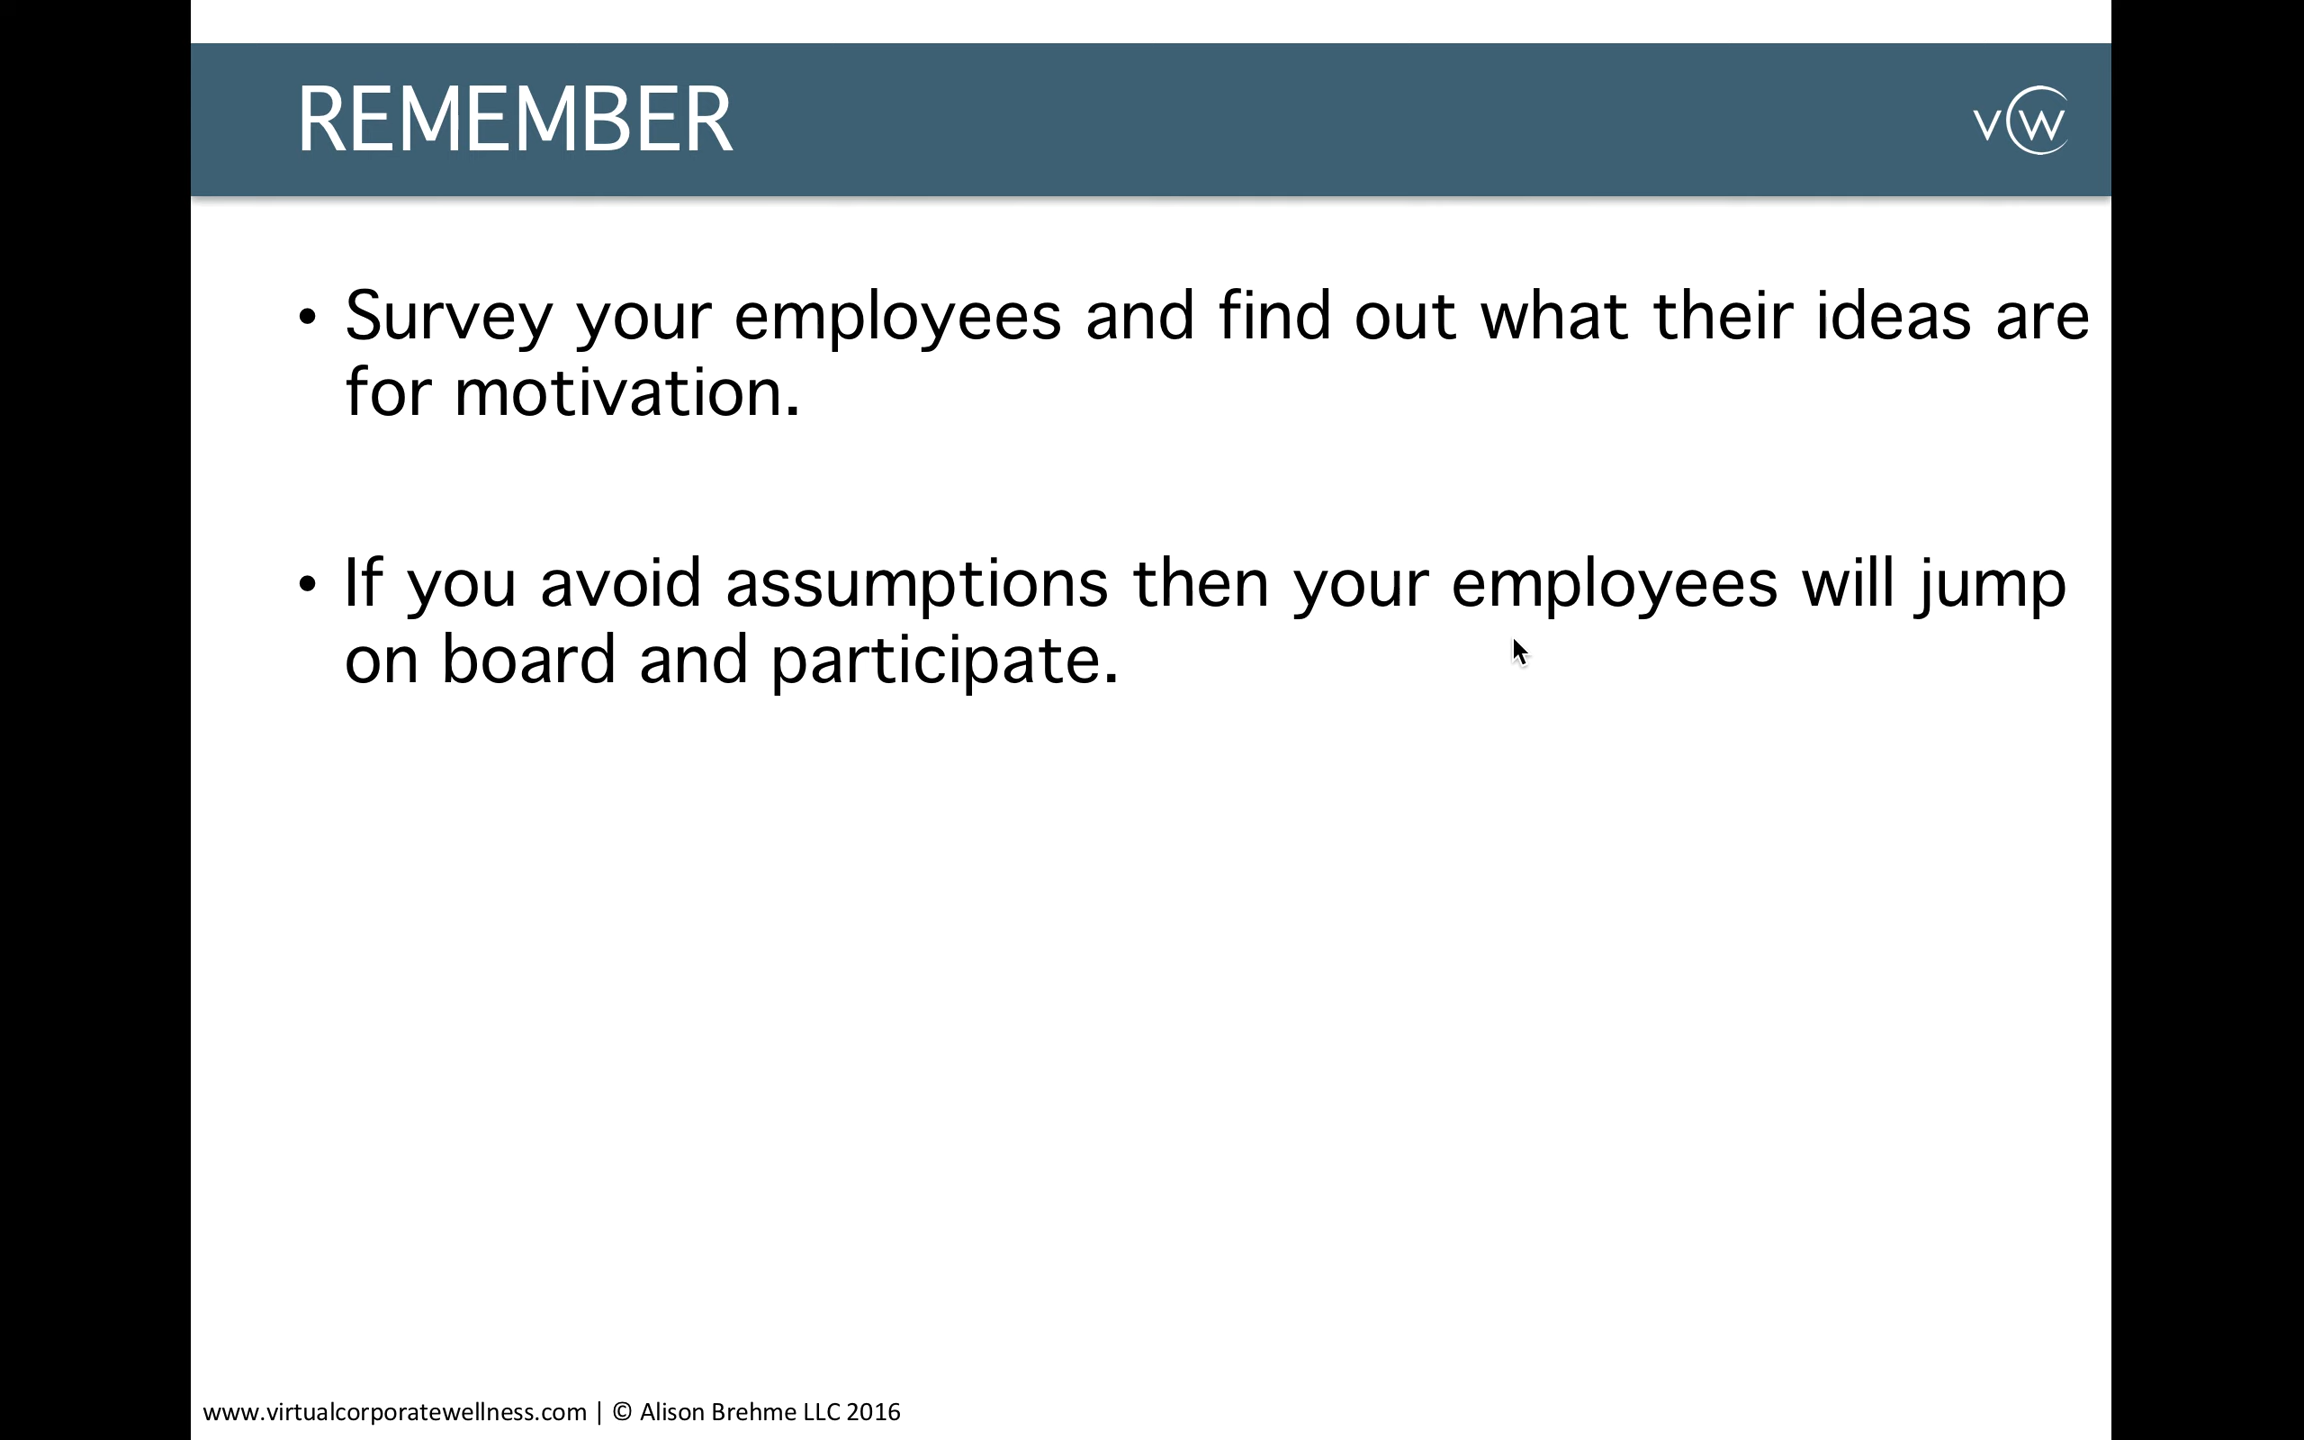 REMEMBER
VCW
• Survey your employees and find out what their ideas are
for motivation.
• If you avoid assumptions then your employees will jump
on board and participate.
www.virtualcorporatewellness.com | © Alison Brehme LLC 2016